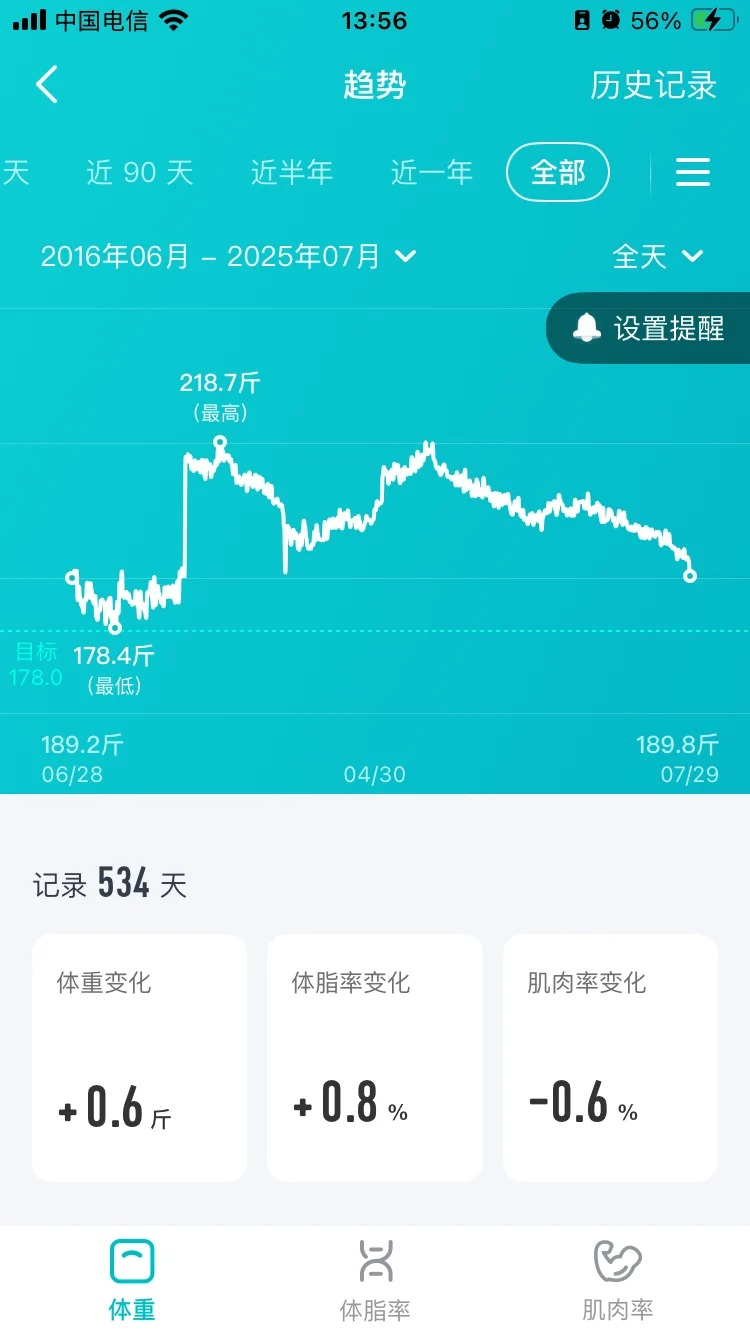 中国电信 13:56 56%
趋势 历史记录
天 近 90 天 近半年 近一年 全部
2016年06月 – 2025年07月 全天
设置提醒
218.7斤
(最高)
目标 178.4斤
178.0 (最低)
189.2斤 189.8斤
06/28 04/30 07/29
记录 534 天
体重变化 体脂率变化 肌肉率变化
+0.6 斤 +0.8 % -0.6 %
体重 体脂率 肌肉率